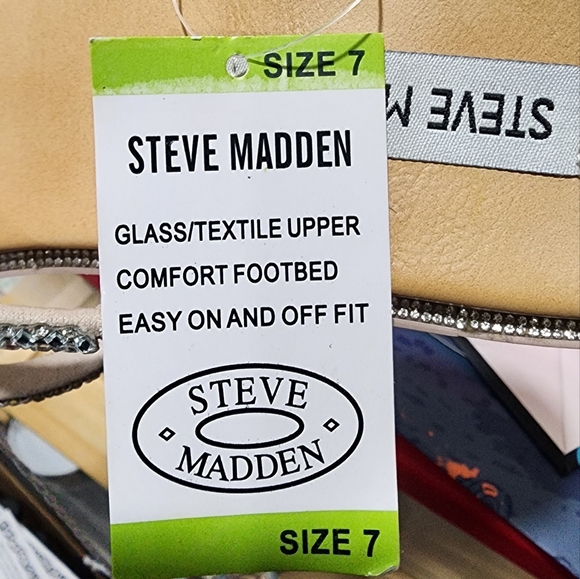 SIZE 7
STEVE MADDEN
GLASS/TEXTILE UPPER
COMFORT FOOTBED
EASY ON AND OFF FIT
STEVE
MADDEN
SIZE 7
STEVE M